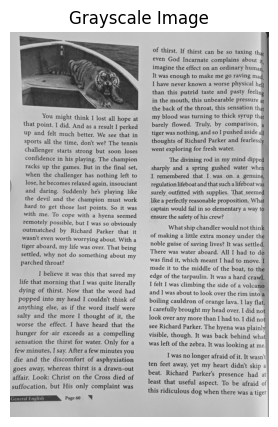 Grayscale Image
You might think I lost all hope at
that point. I did. And as a result I perked
up and felt much better. We see that in
sports all the time, don't we? The tennis
challenger starts strong but soon loses
confidence in his playing. The champion
racks up the games. But in the final set,
when the challenger has nothing left to
lose, he becomes relaxed again, insouciant
and daring. Suddenly he's playing like
the devil and the champion must work
hard to get those last points. So it was
with me. To cope with a hyena seemed
remotely possible, but I was so obviously
outmatched by Richard Parker that it
wasn't even worth worrying about. With a
tiger aboard, my life was over. That being
settled, why not do something about my
parched throat?
I believe it was this that saved my
life that morning, that I was quite literally
dying of thirst. Now that the word had
popped into my head I couldn't think of
anything else, as if the word itself were
salty and the more I thought of it, the
worse the effect. I have heard that the
hunger for air exceeds as a compelling
sensation the thirst for water. Only for a
few minutes, I say. After a few minutes you
die and the discomfort of asphyxiation
goes away, whereas thirst is a drawn-out
affair. Look: Christ on the Cross died of
suffocation, but His only complaint was
General English Page 60
of thirst. If thirst can be so taxing that
even God Incarnate complains about it,
imagine the effect on an ordinary human.
It was enough to make me go raving mad.
I have never known a worse physical hell
than this putrid taste and pasty feeling
in the mouth, this unbearable pressure at
the back of the throat, this sensation that
my blood was turning to thick syrup that
barely flowed. Truly, by comparison, a
tiger was nothing, and so I pushed aside all
thoughts of Richard Parker and fearlessly
went exploring for fresh water.
The divining rod in my mind dipped
sharply and a spring gushed water when
I remembered that I was on a genuine,
regulation lifeboat and that such a lifeboat was
surely outfitted with supplies. That seemed
like a perfectly reasonable proposition. What
captain would fail in so elementary a way to
ensure the safety of his crew?
What ship chandler would not think
of making a little extra money under the
noble guise of saving lives? It was settled.
There was water aboard. All I had to do
was find it, which meant I had to move. I
made it to the middle of the boat, to the
edge of the tarpaulin. It was a hard crawl.
I felt I was climbing the side of a volcano
and I was about to look over the rim into a
boiling cauldron of orange lava. I lay flat.
I carefully brought my head over. I did not
look over any more than I had to. I did not
see Richard Parker. The hyena was plainly
visible, though. It was back behind what
was left of the zebra. It was looking at me.
I was no longer afraid of it. It wasn't
ten feet away, yet my heart didn't skip a
beat. Richard Parker's presence had at
least that useful aspect. To be afraid of
this ridiculous dog when there was a tiger